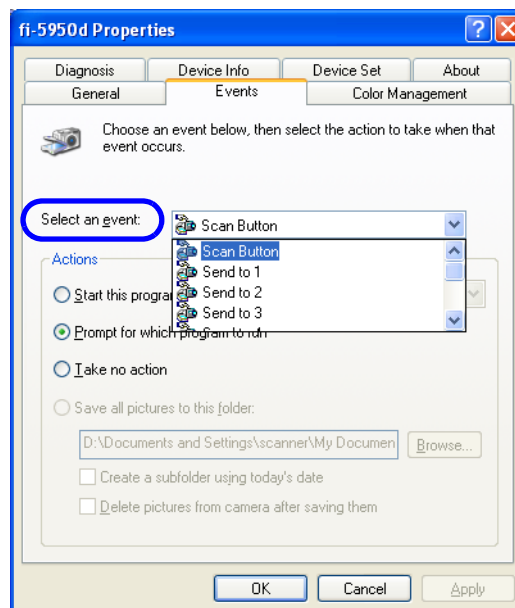 fi-5950d Properties
Diagnosis Device Info Device Set About
General Events Color Management
Choose an event below, then select the action to take when that
event occurs.
Select an event: Scan Button
Scan Button
Actions
Send to 1
Start this program Send to 2
Send to 3
Prompt for which program to run
Take no action
Save all pictures to this folder:
D:\Documents and Settings\scanner\My Documen Browse...
Create a subfolder using today's date
Delete pictures from camera after saving them
OK Cancel Apply